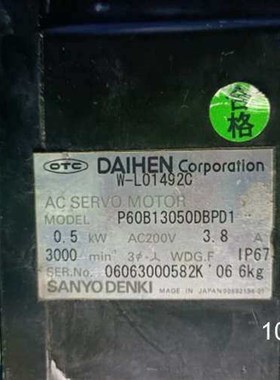 合格
OTC DAIHEN Corporation
W-L01492C
AC SERVO MOTOR
MODEL P60B13050DBPD1
0.5 kW AC200V 3.8 A
3000 min⁻¹ 3φ-人 WDG.F IP67
SER.No. 06063000582K '06 6kg
SANYO DENKI MADE IN JAPAN
10